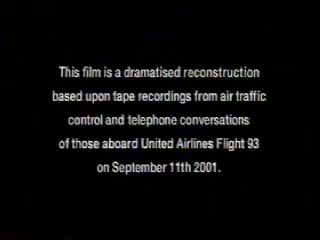 This film is a dramatised reconstruction
based upon tape recordings from air traffic
control and telephone conversations
of those aboard United Airlines Flight 93
on September 11th 2001.